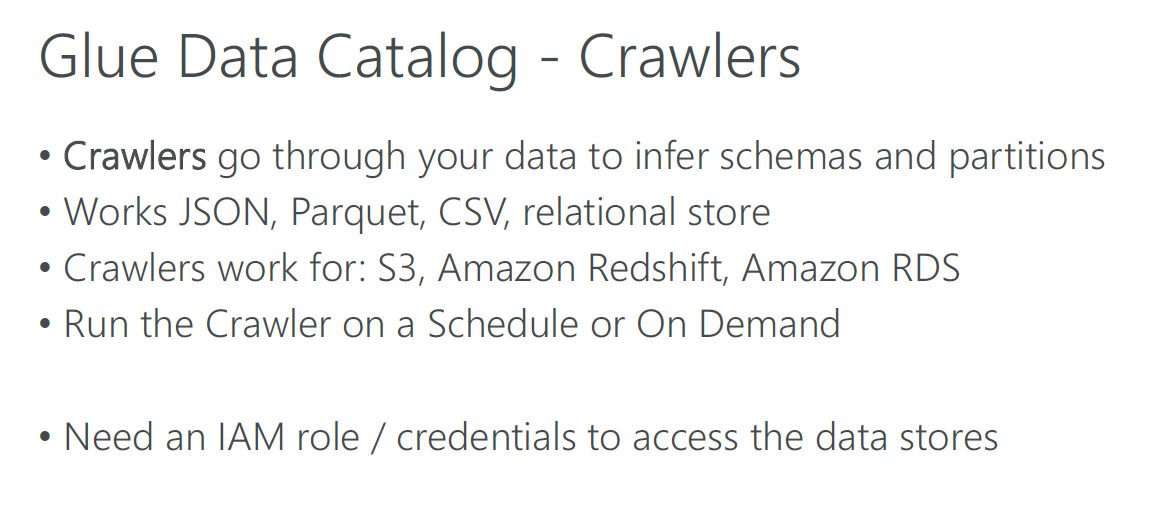 Glue Data Catalog - Crawlers
• Crawlers go through your data to infer schemas and partitions
• Works JSON, Parquet, CSV, relational store
• Crawlers work for: S3, Amazon Redshift, Amazon RDS
• Run the Crawler on a Schedule or On Demand
• Need an IAM role / credentials to access the data stores